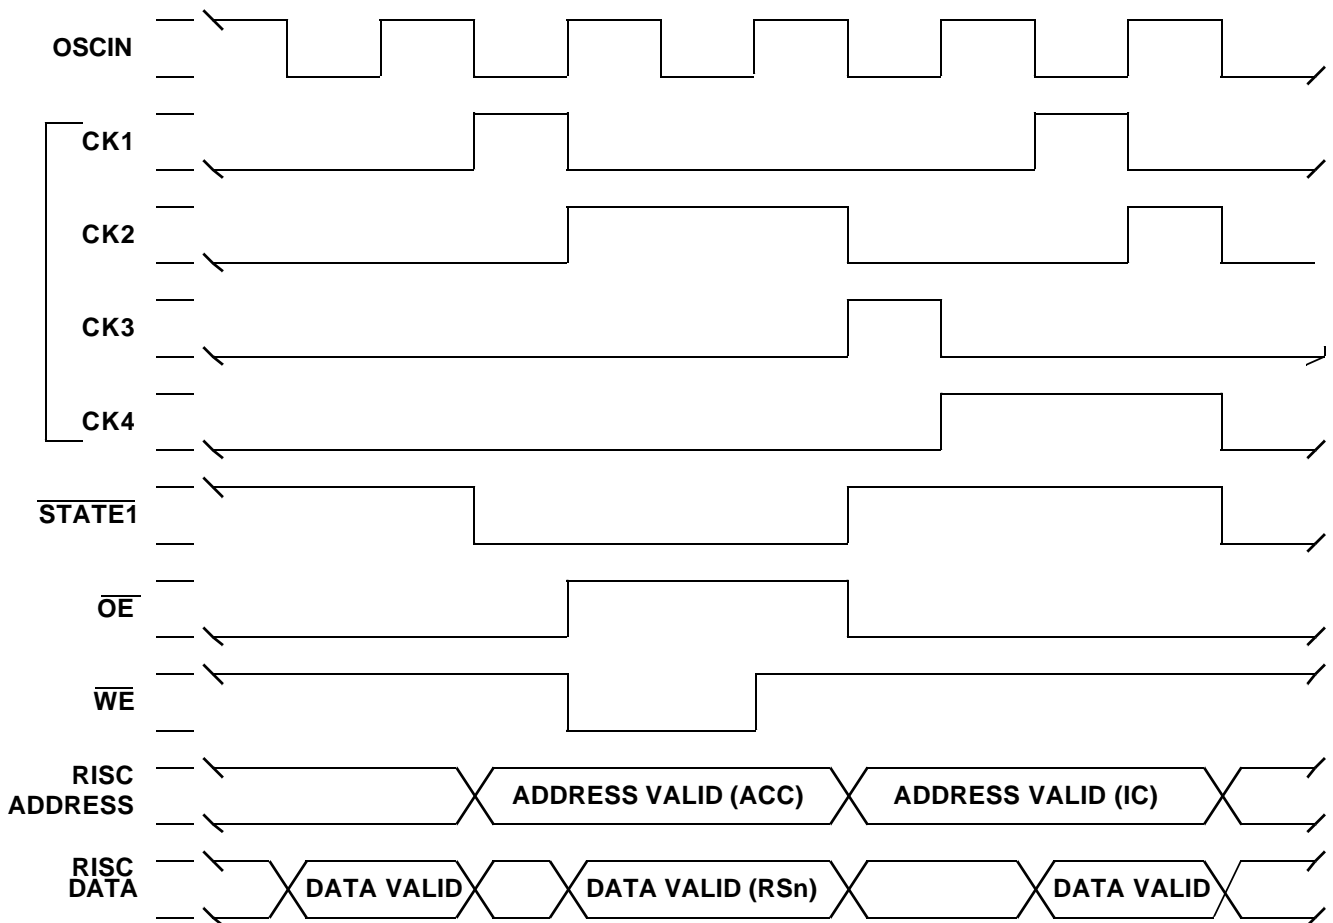 OSCIN
CK1
CK2
CK3
CK4
STATE1
OE
WE
RISC
ADDRESS
ADDRESS VALID (ACC)
ADDRESS VALID (IC)
RISC
DATA
DATA VALID
DATA VALID (RSn)
DATA VALID